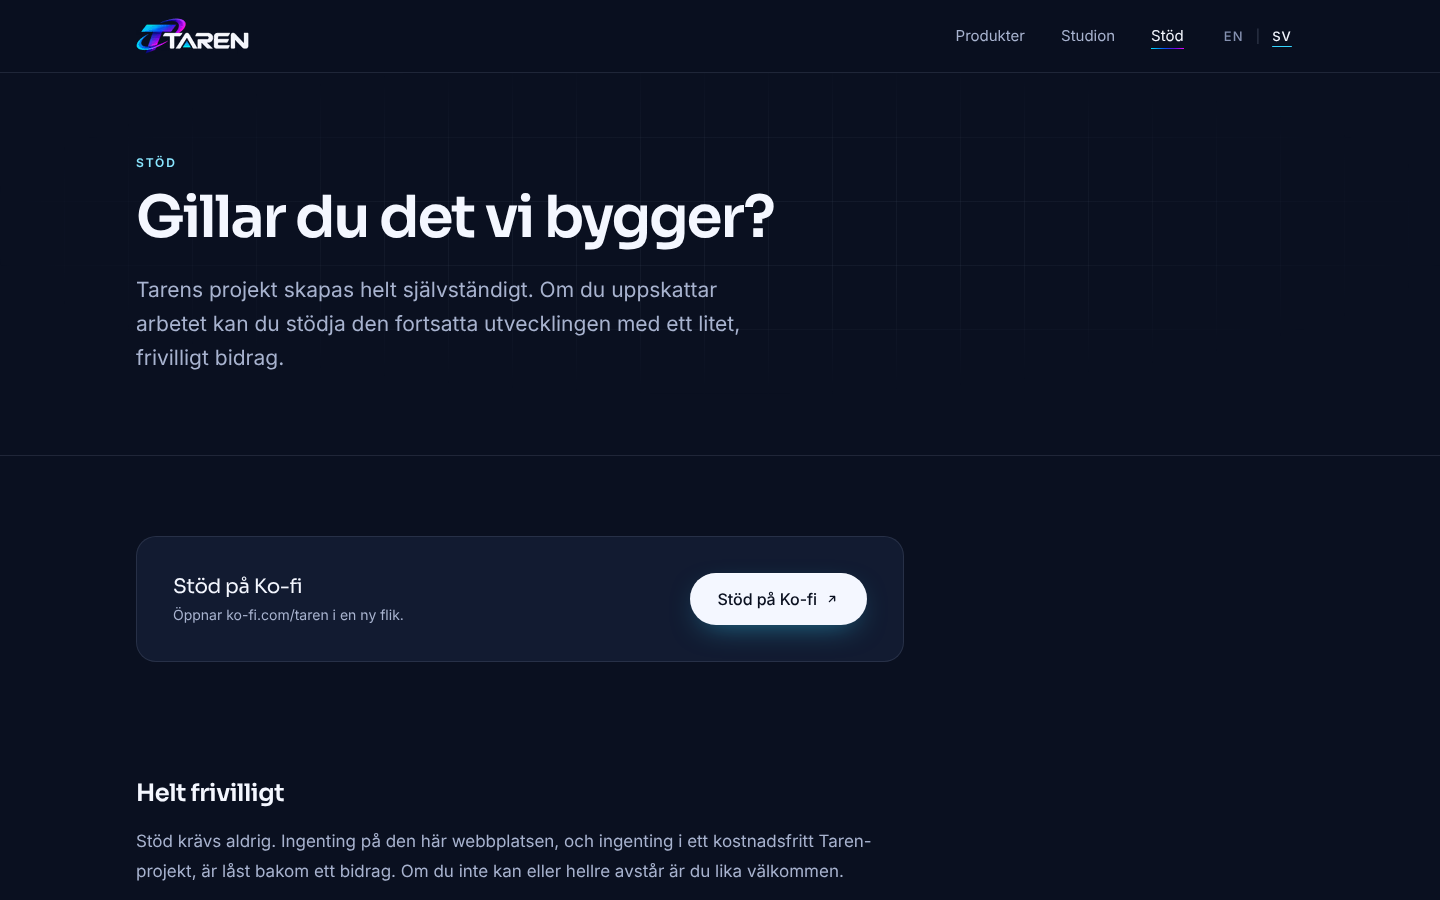 TAREN
Produkter
Studion
Stöd
EN
SV
STÖD
Gillar du det vi bygger?
Tarens projekt skapas helt självständigt. Om du uppskattar
arbetet kan du stödja den fortsatta utvecklingen med ett litet,
frivilligt bidrag.
Stöd på Ko-fi
Öppnar ko-fi.com/taren i en ny flik.
Stöd på Ko-fi
Helt frivilligt
Stöd krävs aldrig. Ingenting på den här webbplatsen, och ingenting i ett kostnadsfritt Taren-
projekt, är låst bakom ett bidrag. Om du inte kan eller hellre avstår är du lika välkommen.